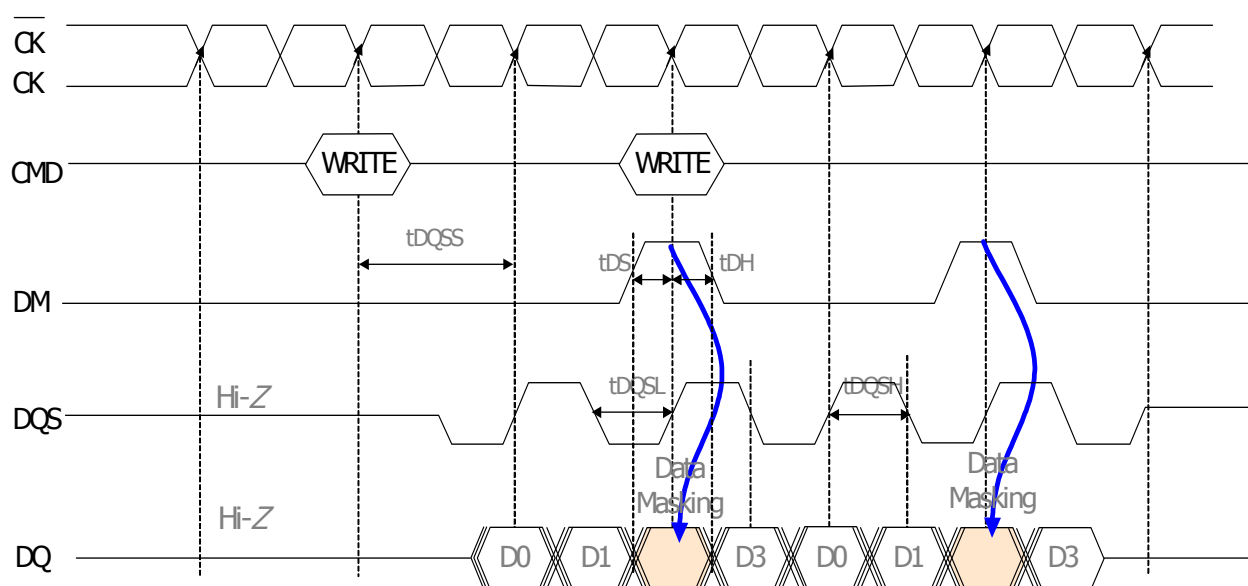 CK
CK
CMD
WRITE WRITE
tDQSS
tDS tDH
DM
tDQSL tDQSH
Hi-Z
DQS
Data Masking
Data Masking
Hi-Z
DQ
D0 D1 D3 D0 D1 D3